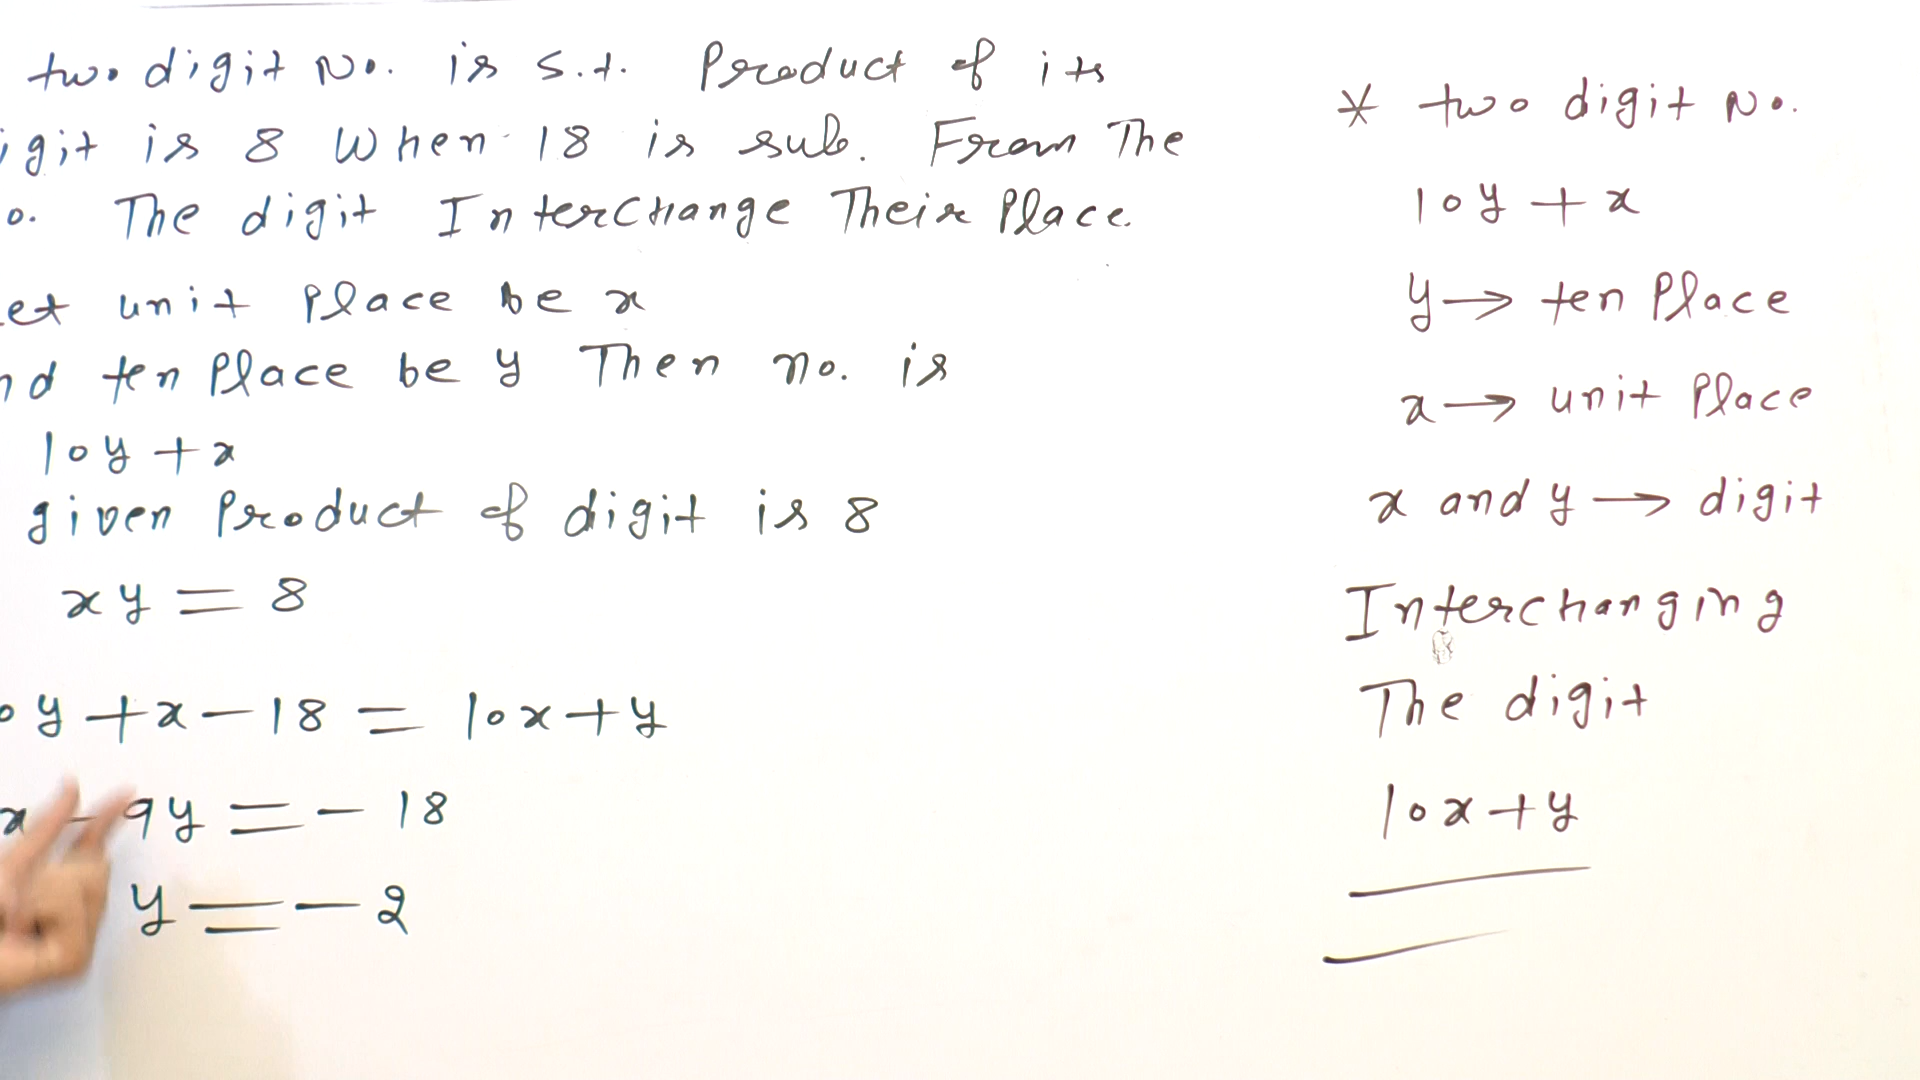 two digit No. is s.t. Product of its
igit is 8 When 18 is sub. From The
o. The digit InterChange Their Place.
et unit Place be x
nd ten Place be y Then no. is
10y + x
given Product of digit is 8
xy = 8
0y + x - 18 = 10x + y
x - 9y = - 18
y = - 2
* two digit No.
10y + x
y → ten Place
x → unit Place
x and y → digit
Interchanging
The digit
10x + y